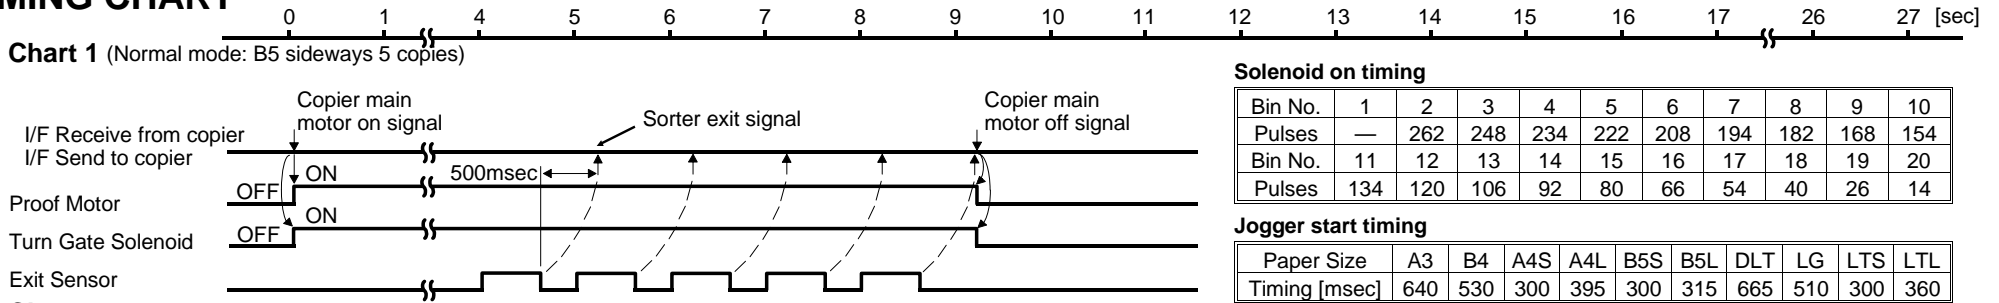 MING CHART
0 1 4 5 6 7 8 9 10 11 12 13 14 15 16 17 26 27 [sec]
Chart 1 (Normal mode: B5 sideways 5 copies)
Copier main
motor on signal
Sorter exit signal
Copier main
motor off signal
I/F Receive from copier
I/F Send to copier
500msec
ON
OFF
Proof Motor
ON
OFF
Turn Gate Solenoid
Exit Sensor
Solenoid on timing
Bin No. 1 2 3 4 5 6 7 8 9 10
Pulses — 262 248 234 222 208 194 182 168 154
Bin No. 11 12 13 14 15 16 17 18 19 20
Pulses 134 120 106 92 80 66 54 40 26 14
Jogger start timing
Paper Size A3 B4 A4S A4L B5S B5L DLT LG LTS LTL
Timing [msec] 640 530 300 395 300 315 665 510 300 360